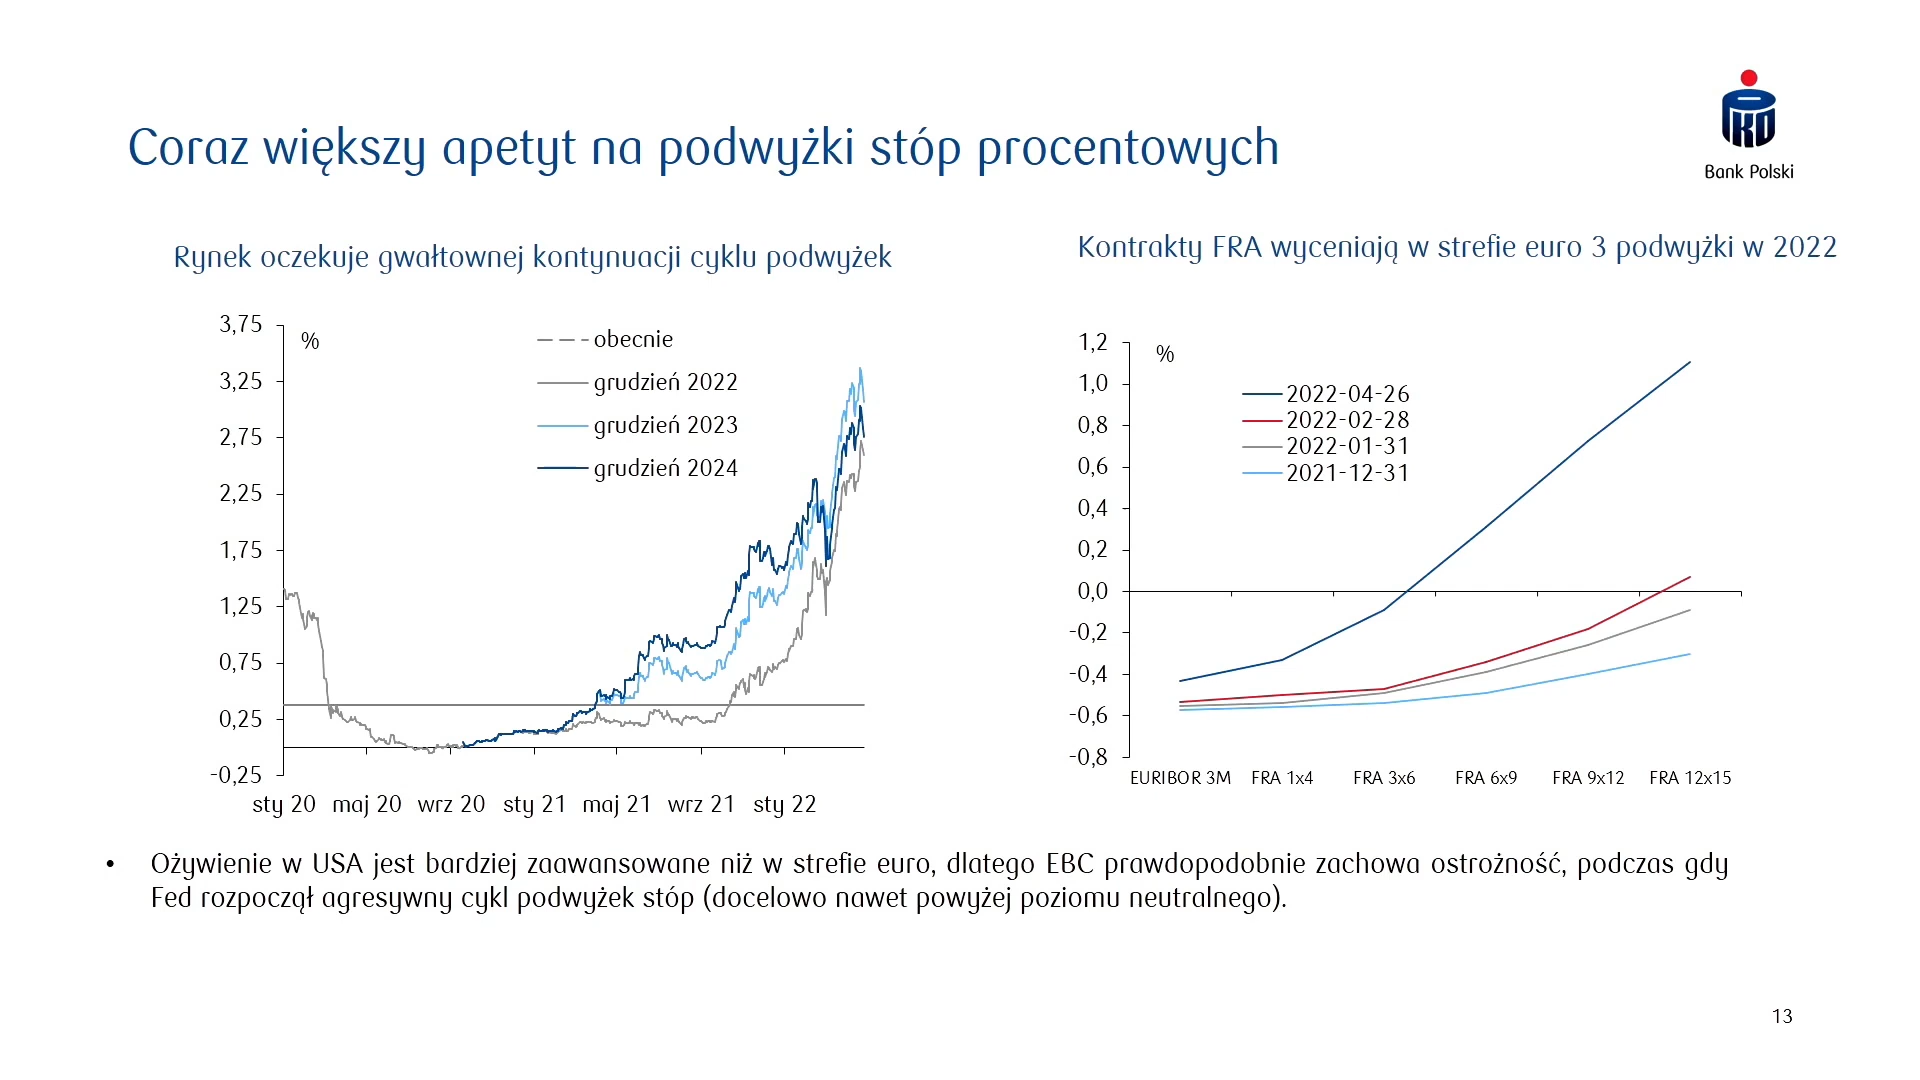 Coraz większy apetyt na podwyżki stóp procentowych
PKO
Bank Polski
Rynek oczekuje gwałtownej kontynuacji cyklu podwyżek
3,75
3,25
2,75
2,25
1,75
1,25
0,75
0,25
-0,25
%
obecnie
grudzień 2022
grudzień 2023
grudzień 2024
sty 20 maj 20 wrz 20 sty 21 maj 21 wrz 21 sty 22
Kontrakty FRA wyceniają w strefie euro 3 podwyżki w 2022
1,2
1,0
0,8
0,6
0,4
0,2
0,0
-0,2
-0,4
-0,6
-0,8
%
2022-04-26
2022-02-28
2022-01-31
2021-12-31
EURIBOR 3M FRA 1x4 FRA 3x6 FRA 6x9 FRA 9x12 FRA 12x15
• Ożywienie w USA jest bardziej zaawansowane niż w strefie euro, dlatego EBC prawdopodobnie zachowa ostrożność, podczas gdy
Fed rozpoczął agresywny cykl podwyżek stóp (docelowo nawet powyżej poziomu neutralnego).
13